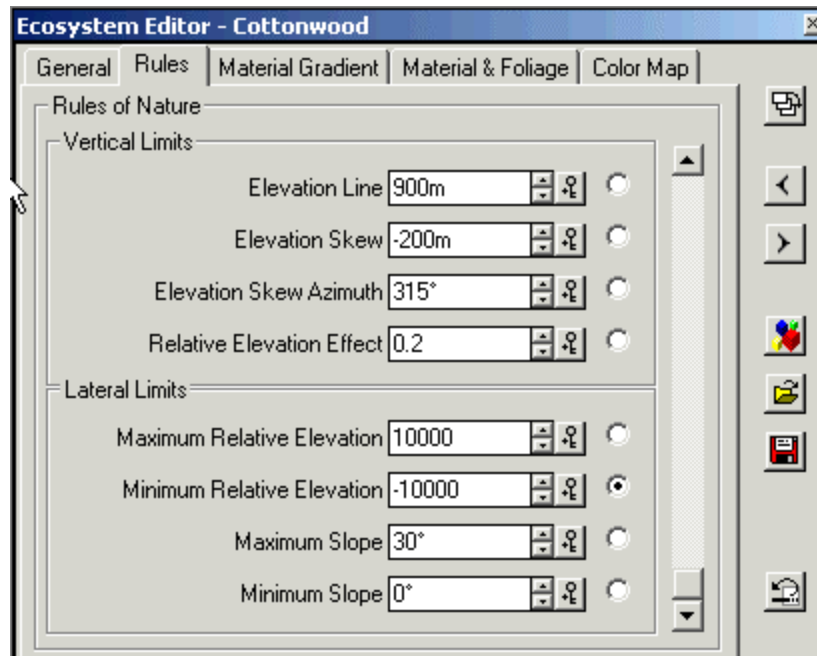 Ecosystem Editor - Cottonwood
General Rules Material Gradient Material & Foliage Color Map
Rules of Nature
Vertical Limits
Elevation Line 900m
Elevation Skew -200m
Elevation Skew Azimuth 315°
Relative Elevation Effect 0.2
Lateral Limits
Maximum Relative Elevation 10000
Minimum Relative Elevation -10000
Maximum Slope 30°
Minimum Slope 0°